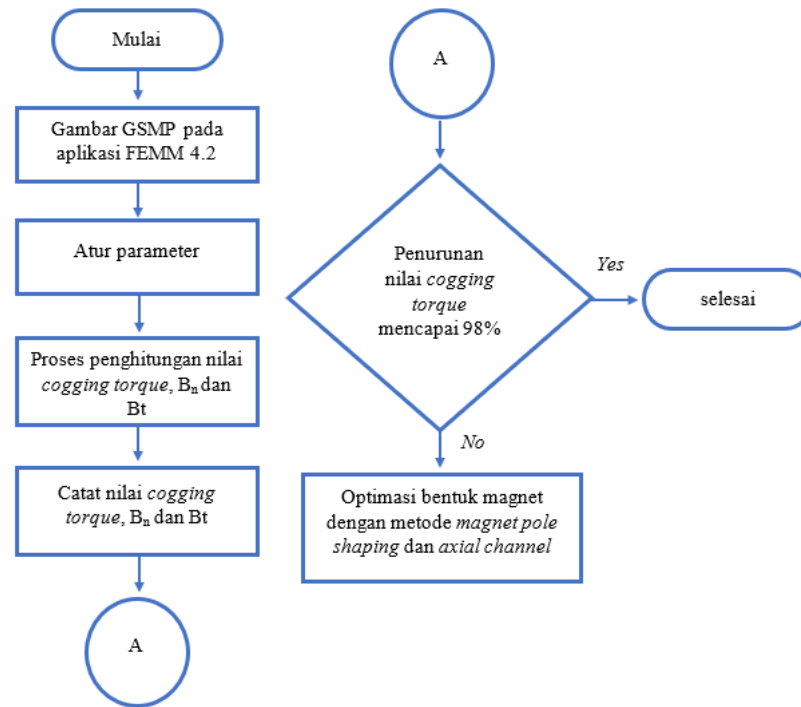 Mulai
Gambar GSMP pada
aplikasi FEMM 4.2
Atur parameter
Proses penghitungan nilai
cogging torque, Bn dan
Bt
Catat nilai cogging
torque, Bn dan Bt
A
A
Penurunan
nilai cogging
torque
mencapai 98%
Yes
selesai
No
Optimasi bentuk magnet
dengan metode magnet pole
shaping dan axial channel